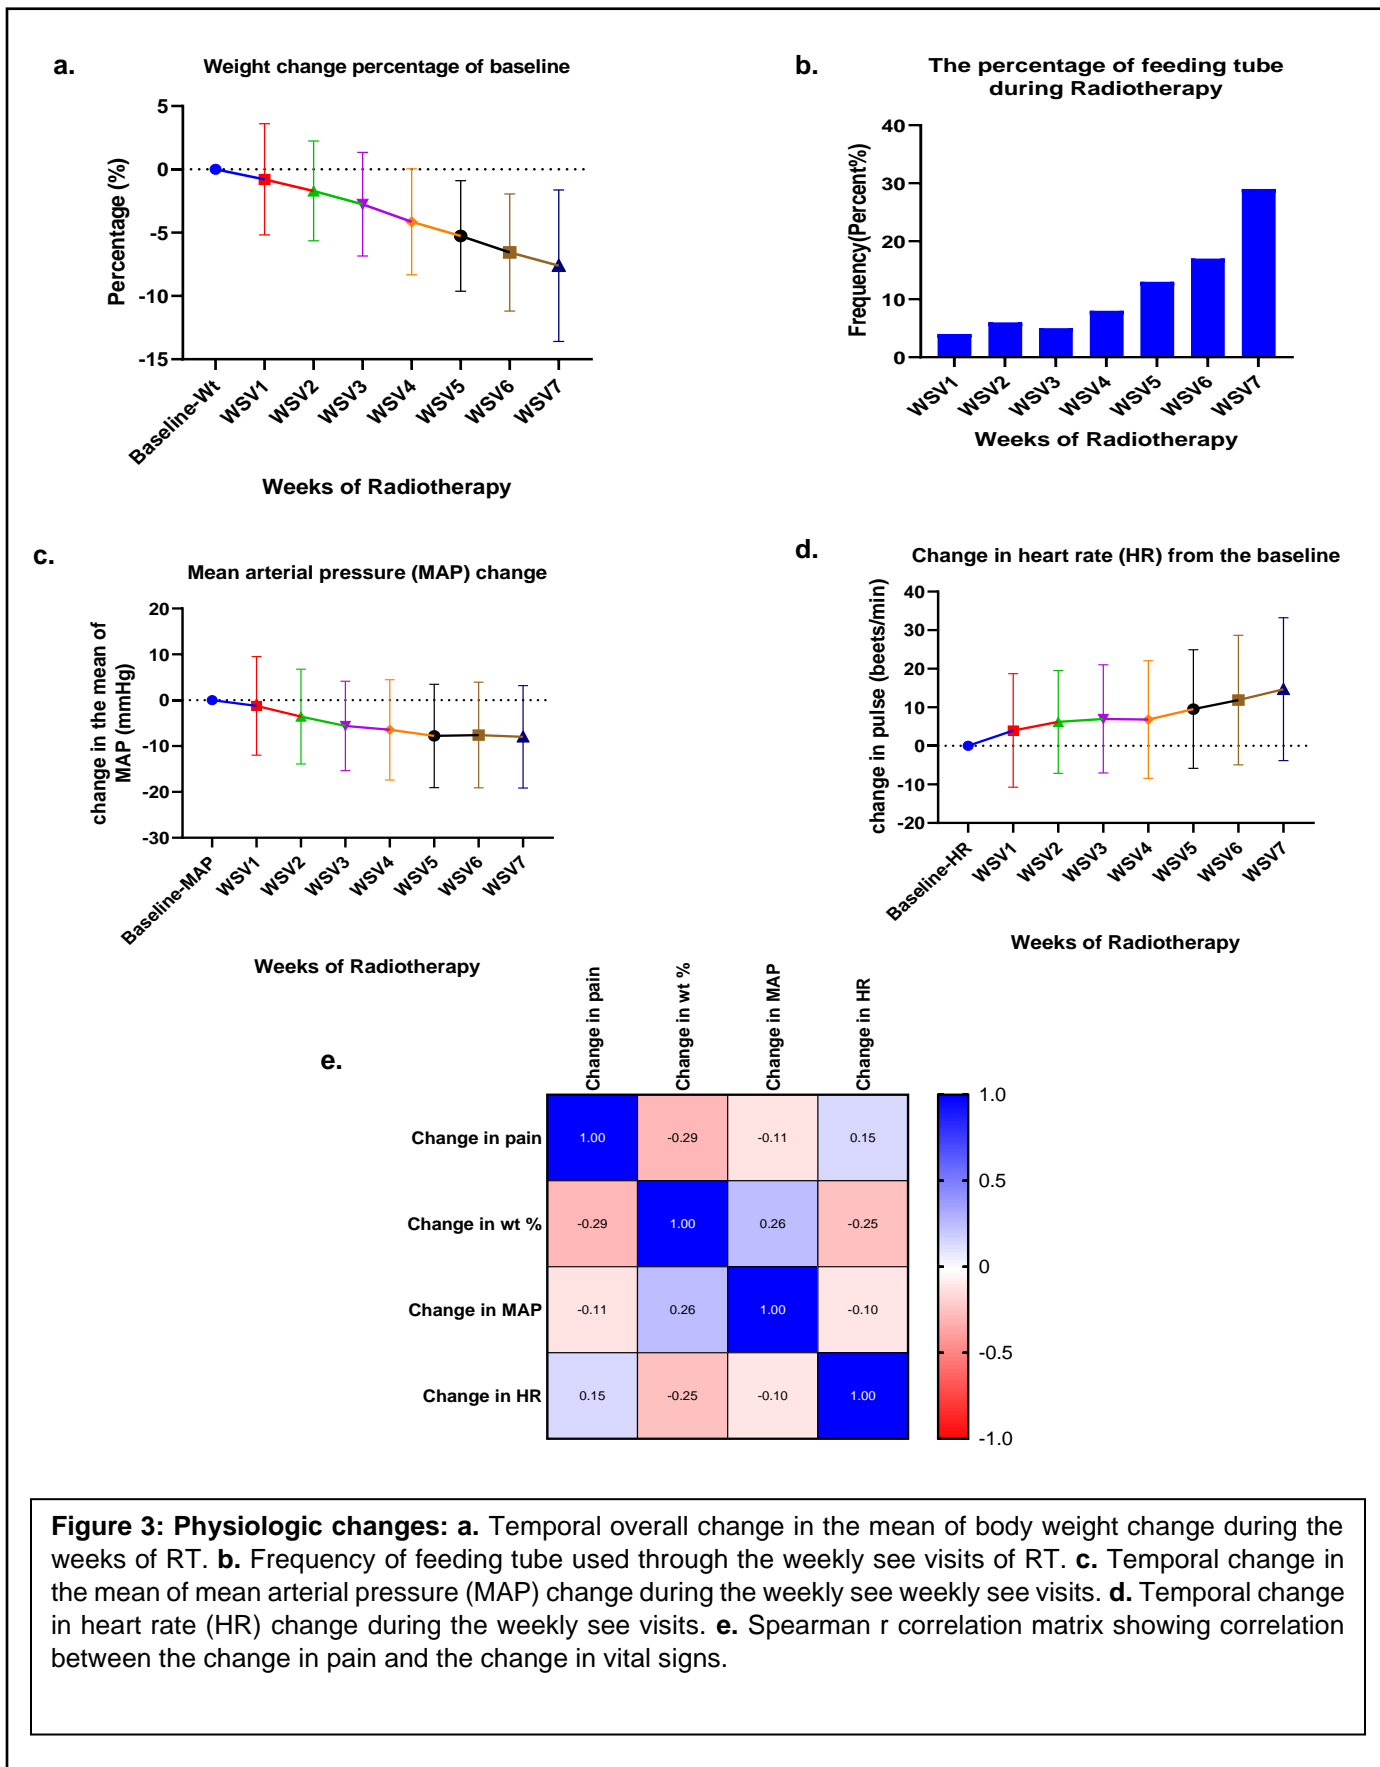 a.
Weight change percentage of baseline
Percentage (%)
5
0
-5
-10
-15
Baseline-Wt
WSV1
WSV2
WSV3
WSV4
WSV5
WSV6
WSV7
Weeks of Radiotherapy
b.
The percentage of feeding tube
during Radiotherapy
Frequency(Percent%)
40
30
20
10
0
WSV1
WSV2
WSV3
WSV4
WSV5
WSV6
WSV7
Weeks of Radiotherapy
c.
Mean arterial pressure (MAP) change
change in the mean of
MAP (mmHg)
20
10
0
-10
-20
-30
Baseline-MAP
WSV1
WSV2
WSV3
WSV4
WSV5
WSV6
WSV7
Weeks of Radiotherapy
d.
Change in heart rate (HR) from the baseline
change in pulse (beets/min)
40
30
20
10
0
-10
-20
Baseline-HR
WSV1
WSV2
WSV3
WSV4
WSV5
WSV6
WSV7
Weeks of Radiotherapy
e.
Change in pain
Change in wt %
Change in MAP
Change in HR
Change in pain 1.00 -0.29 -0.11 0.15
Change in wt % -0.29 1.00 0.26 -0.25
Change in MAP -0.11 0.26 1.00 -0.10
Change in HR 0.15 -0.25 -0.10 1.00
1.0
0.5
0
-0.5
-1.0
Figure 3: Physiologic changes: a. Temporal overall change in the mean of body weight change during the
weeks of RT. b. Frequency of feeding tube used through the weekly see visits of RT. c. Temporal change in
the mean of mean arterial pressure (MAP) change during the weekly see weekly see visits. d. Temporal change
in heart rate (HR) change during the weekly see visits. e. Spearman r correlation matrix showing correlation
between the change in pain and the change in vital signs.